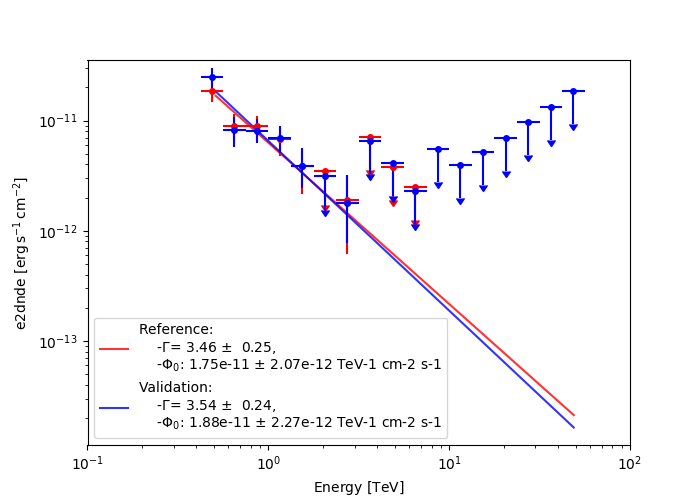 e2dnde [erg s⁻¹ cm⁻²]
10⁻¹¹
10⁻¹²
10⁻¹³
Reference:
-Γ= 3.46 ± 0.25,
-Φ₀: 1.75e-11 ± 2.07e-12 TeV-1 cm-2 s-1
Validation:
-Γ= 3.54 ± 0.24,
-Φ₀: 1.88e-11 ± 2.27e-12 TeV-1 cm-2 s-1
10⁻¹ 10⁰ 10¹ 10²
Energy [TeV]